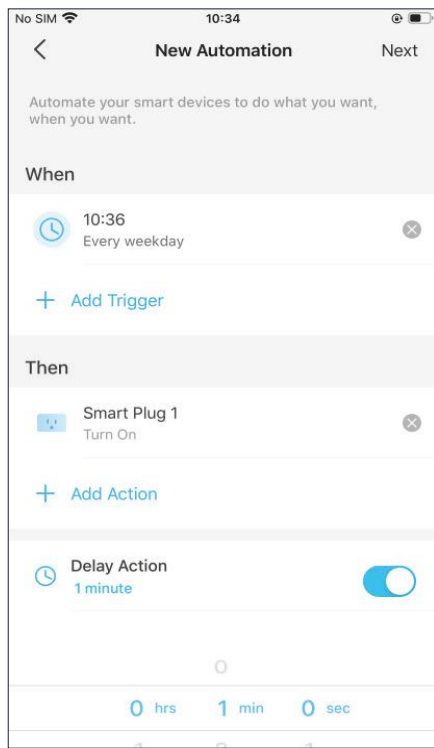 No SIM 10:34
New Automation Next
Automate your smart devices to do what you want,
when you want.
When
10:36
Every weekday
Add Trigger
Then
Smart Plug 1
Turn On
Add Action
Delay Action
1 minute
0
0 hrs 1 min 0 sec